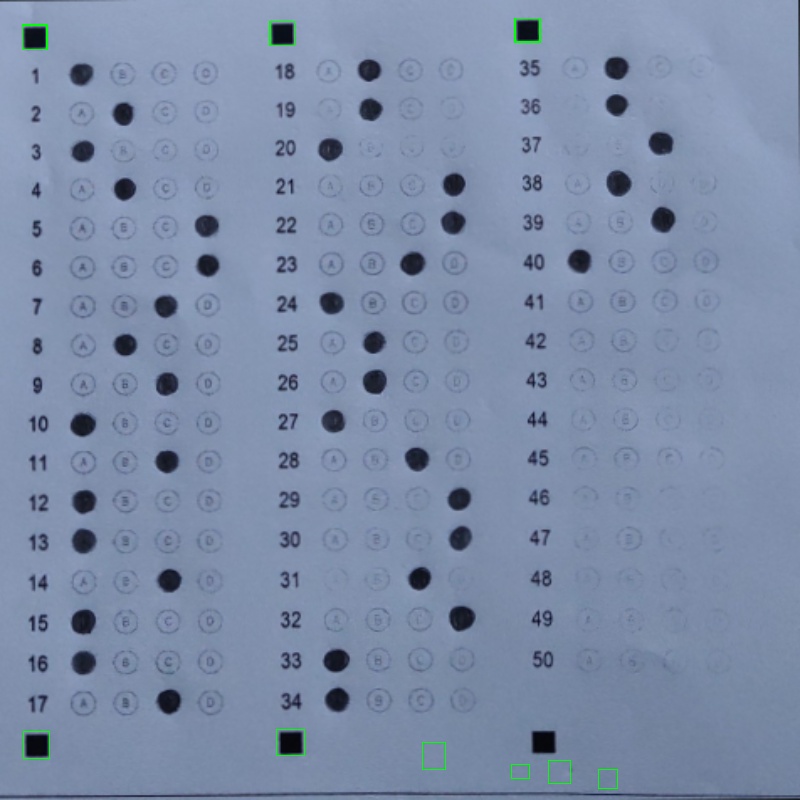 1 B C D
2 A C D
3 B C D
4 A C D
5 A B C
6 A B C
7 A B D
8 A C D
9 A B D
10 B C D
11 A B D
12 B C D
13 B C D
14 A B D
15 B C D
16 B C D
17 A B D
18 A C D
19 C
20
21 A B C
22 A B C
23 A B D
24 B C D
25 A C D
26 A C D
27 B C D
28 A B D
29 A B C
30 A B C
31 B
32 A B C
33 B C D
34 B C D
35 A C
36
37 B
38 A D
39 A B D
40 B C D
41 A B C D
42 A B C D
43 A B C D
44 A B C
45 A B C
46 A B
47 A B D
48 A B
49 A B
50 A B D